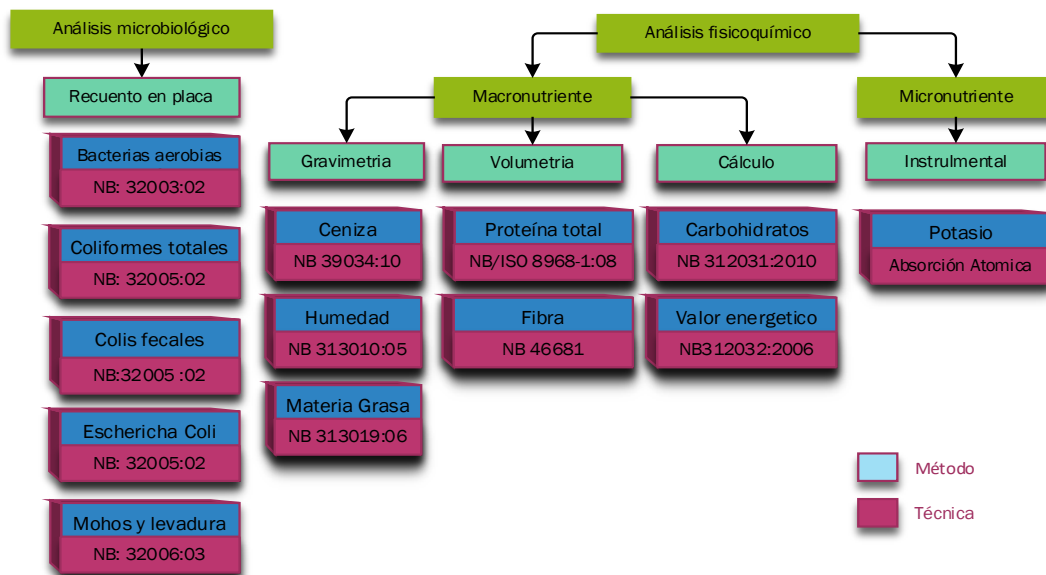 Análisis microbiológico
Recuento en placa
Bacterias aerobias
NB: 32003:02
Coliformes totales
NB: 32005:02
Colis fecales
NB:32005 :02
Eschericha Coli
NB: 32005:02
Mohos y levadura
NB: 32006:03
Análisis fisicoquímico
Macronutriente
Micronutriente
Gravimetria
Volumetria
Cálculo
Instrulmental
Ceniza
NB 39034:10
Humedad
NB 313010:05
Materia Grasa
NB 313019:06
Proteína total
NB/ISO 8968-1:08
Fibra
NB 46681
Carbohidratos
NB 312031:2010
Valor energetico
NB312032:2006
Potasio
Absorción Atomica
Método
Técnica